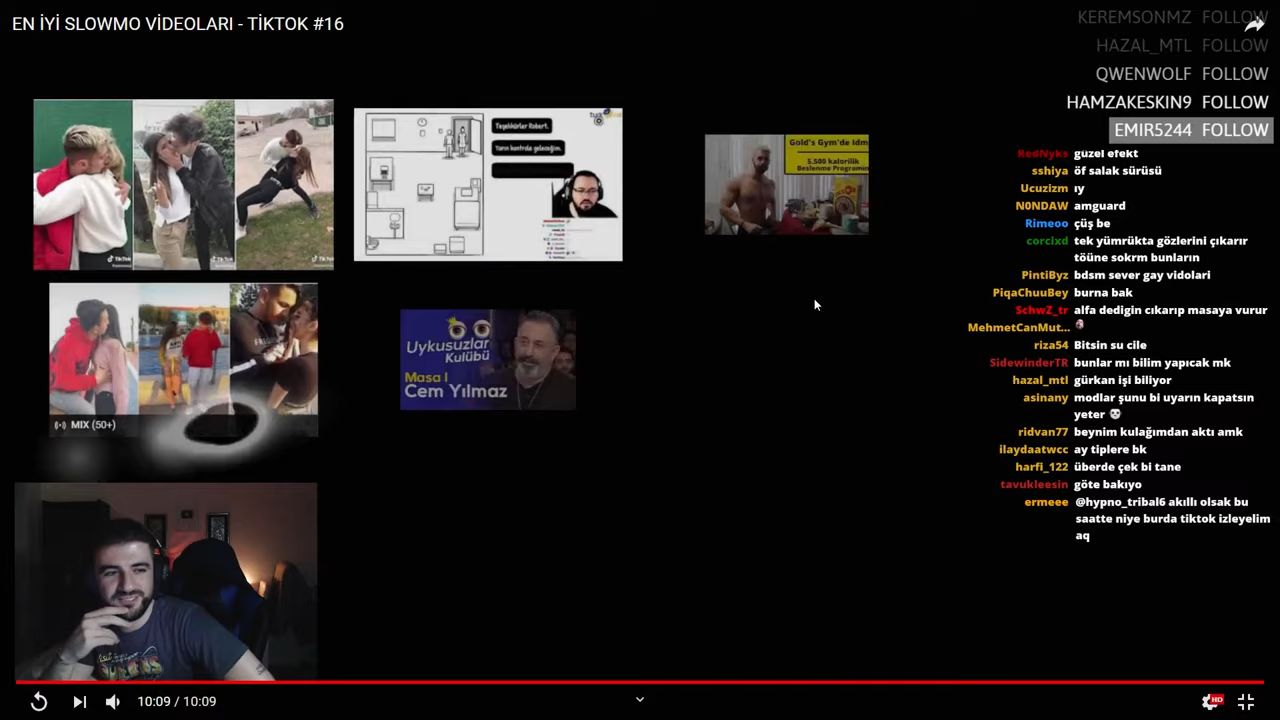 EN İYİ SLOWMO VİDEOLARI - TİKTOK #16
KEREMSONMZ FOLLOW
HAZAL_MTL FOLLOW
QWENWOLF FOLLOW
HAMZAKESKIN9 FOLLOW
EMIR5244 FOLLOW
RedNyks guzel efekt
sshiya öf salak sürüsü
Ucuzizm ıy
N0NDAW amguard
Rimeoo çüş be
corcixd tek yümrükta gözlerini çıkarır
töüne sokrm bunların
PintiByz bdsm sever gay vidolari
PiqaChuuBey burna bak
SchwZ_tr alfa dedigin cıkarıp masaya vurur
MehmetCanMut...
riza54 Bitsin su cile
SidewinderTR bunlar mı bilim yapıcak mk
hazal_mtl gürkan işi biliyor
asinany modlar şunu bi uyarın kapatsın
yeter
ridvan77 beynim kulağımdan aktı amk
ilaydaatwcc ay tiplere bk
harfi_122 überde çek bi tane
tavukleesin göte bakıyo
ermeee @hypno_tribal6 akıllı olsak bu
saatte niye burda tiktok izleyelim
aq
TikTok
TikTok
Teşekkürler Robert.
Yarın kontrole geleceğim.
Gold's Gym'de Idm
5.500 kalorilik
Beslenme Programı
MIX (50+)
Uykusuzlar
Kulübü
Masa I
Cem Yılmaz
10:09 / 10:09
HD